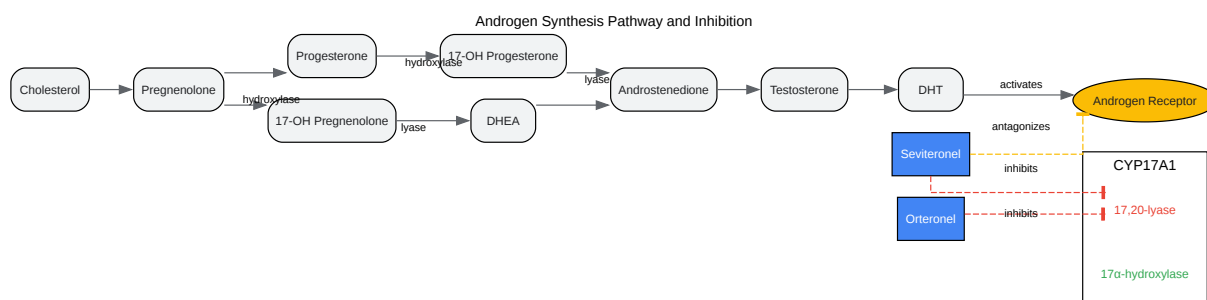 Androgen Synthesis Pathway and Inhibition
Cholesterol
Pregnenolone
Progesterone
hydroxylase
17-OH Progesterone
lyase
hydroxylase
17-OH Pregnenolone
lyase
DHEA
Androstenedione
Testosterone
DHT
activates
Androgen Receptor
antagonizes
Seviteronel
inhibits
Orteronel
inhibits
CYP17A1
17,20-lyase
17α-hydroxylase